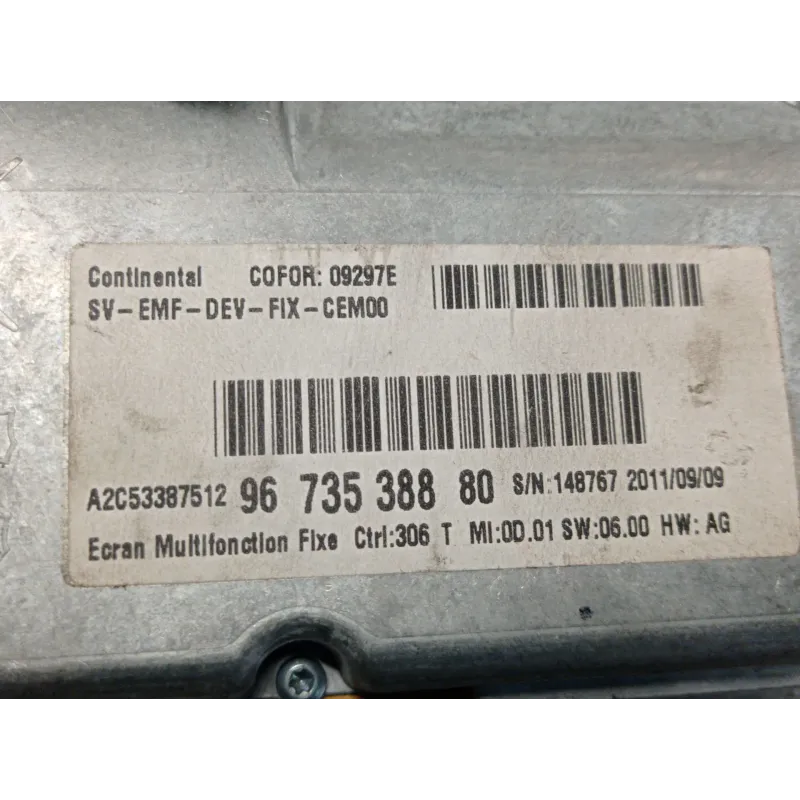 Continental COFOR: 09297E
SV-EMF-DEV-FIX-CEM00
A2C53387512 96 735 388 80 S/N:148767 2011/09/09
Ecran Multifonction Fixe Ctrl:306 T MI:0D.01 SW:06.00 HW: AG